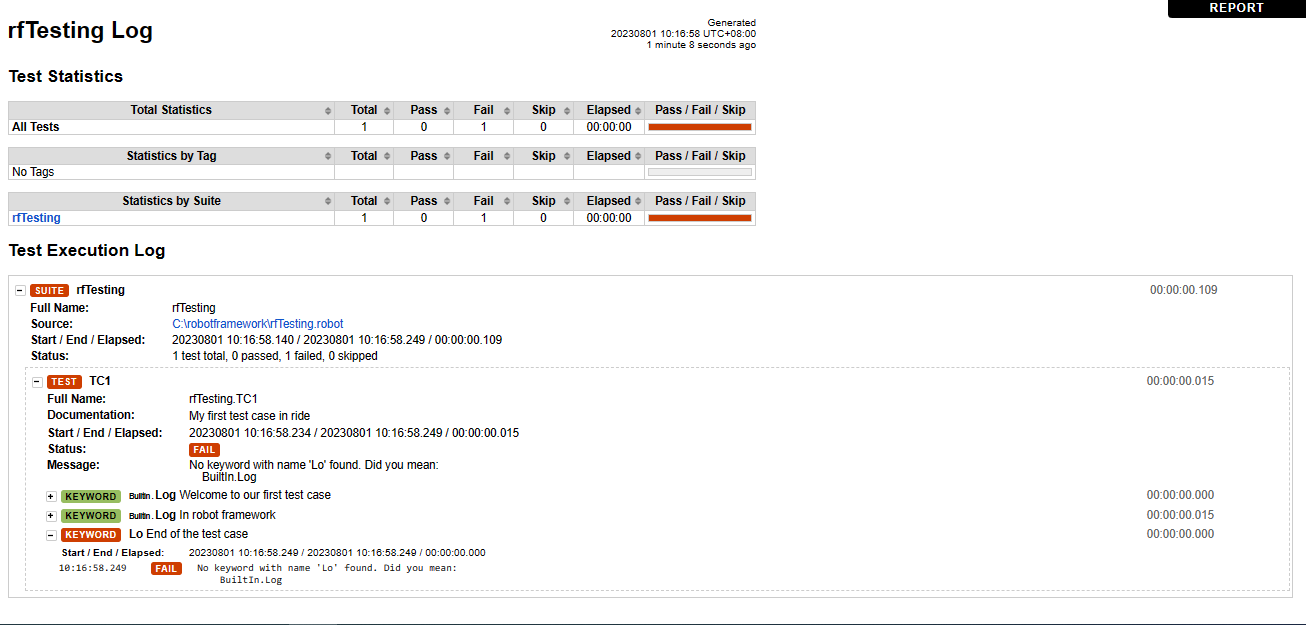 REPORT
rfTesting Log
Generated
20230801 10:16:58 UTC+08:00
1 minute 8 seconds ago
Test Statistics
Total Statistics Total Pass Fail Skip Elapsed Pass / Fail / Skip
All Tests 1 0 1 0 00:00:00
Statistics by Tag Total Pass Fail Skip Elapsed Pass / Fail / Skip
No Tags
Statistics by Suite Total Pass Fail Skip Elapsed Pass / Fail / Skip
rfTesting 1 0 1 0 00:00:00
Test Execution Log
− SUITE rfTesting 00:00:00.109
Full Name: rfTesting
Source: C:\robotframework\rfTesting.robot
Start / End / Elapsed: 20230801 10:16:58.140 / 20230801 10:16:58.249 / 00:00:00.109
Status: 1 test total, 0 passed, 1 failed, 0 skipped
− TEST TC1 00:00:00.015
Full Name: rfTesting.TC1
Documentation: My first test case in ride
Start / End / Elapsed: 20230801 10:16:58.234 / 20230801 10:16:58.249 / 00:00:00.015
Status: FAIL
Message: No keyword with name 'Lo' found. Did you mean:
BuiltIn.Log
+ KEYWORD BuiltIn.Log Welcome to our first test case 00:00:00.000
+ KEYWORD BuiltIn.Log In robot framework 00:00:00.015
− KEYWORD Lo End of the test case 00:00:00.000
Start / End / Elapsed: 20230801 10:16:58.249 / 20230801 10:16:58.249 / 00:00:00.000
10:16:58.249 FAIL No keyword with name 'Lo' found. Did you mean:
BuiltIn.Log